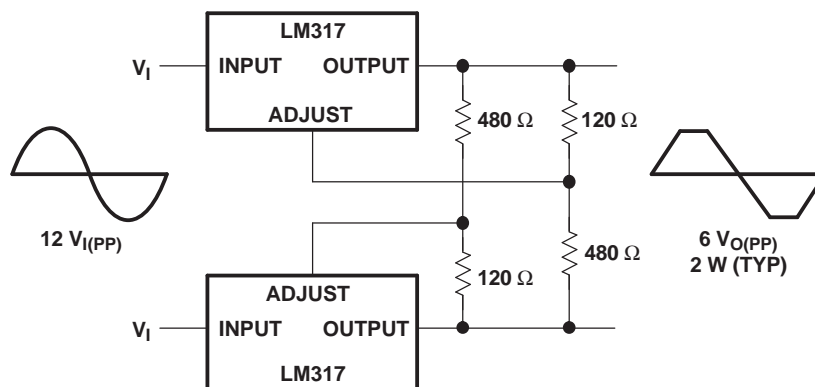 LM317
V_I INPUT OUTPUT
ADJUST
480 Ω 120 Ω
12 V_I(PP)
6 V_O(PP)
2 W (TYP)
120 Ω 480 Ω
ADJUST
V_I INPUT OUTPUT
LM317